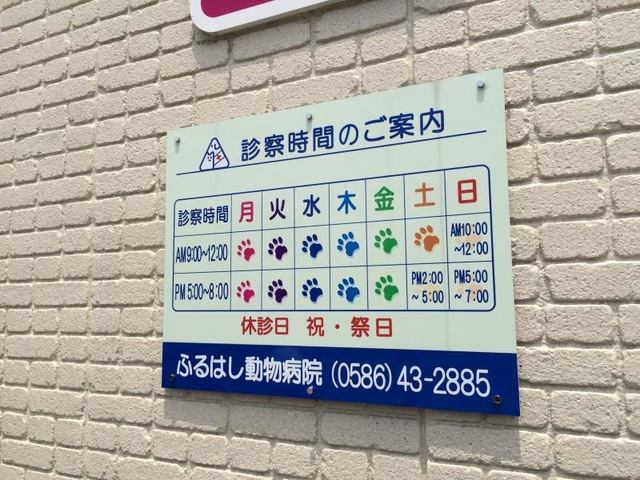 診察時間のご案内
診察時間 月 火 水 木 金 土 日
AM9:00~12:00 AM10:00 ~12:00
PM5:00~8:00 PM2:00 ~5:00 PM5:00 ~7:00
休診日 祝・祭日
ふるはし動物病院 (0586)43-2885